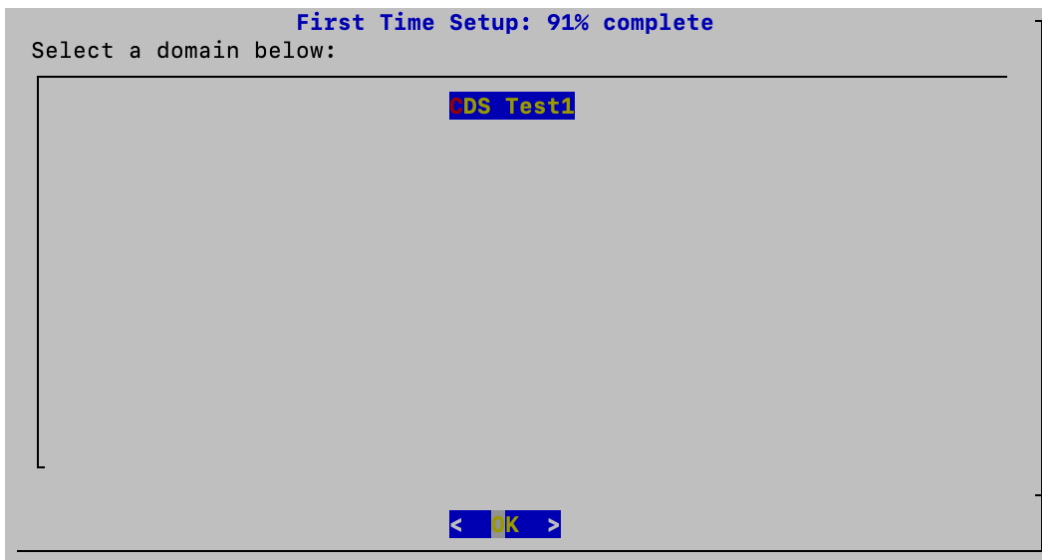 First Time Setup: 91% complete
Select a domain below:
CDS Test1
< OK >